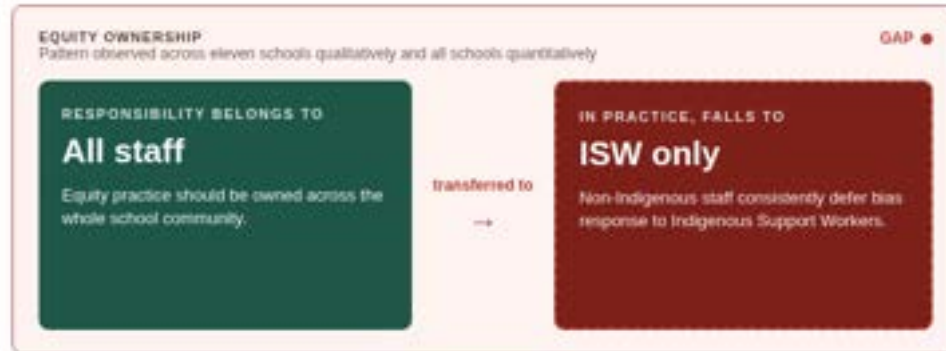 EQUITY OWNERSHIP
Pattern observed across eleven schools qualitatively and all schools quantitatively
GAP
RESPONSIBILITY BELONGS TO
All staff
Equity practice should be owned across the
whole school community.
transferred to
→
IN PRACTICE, FALLS TO
ISW only
Non-Indigenous staff consistently defer bias
response to Indigenous Support Workers.